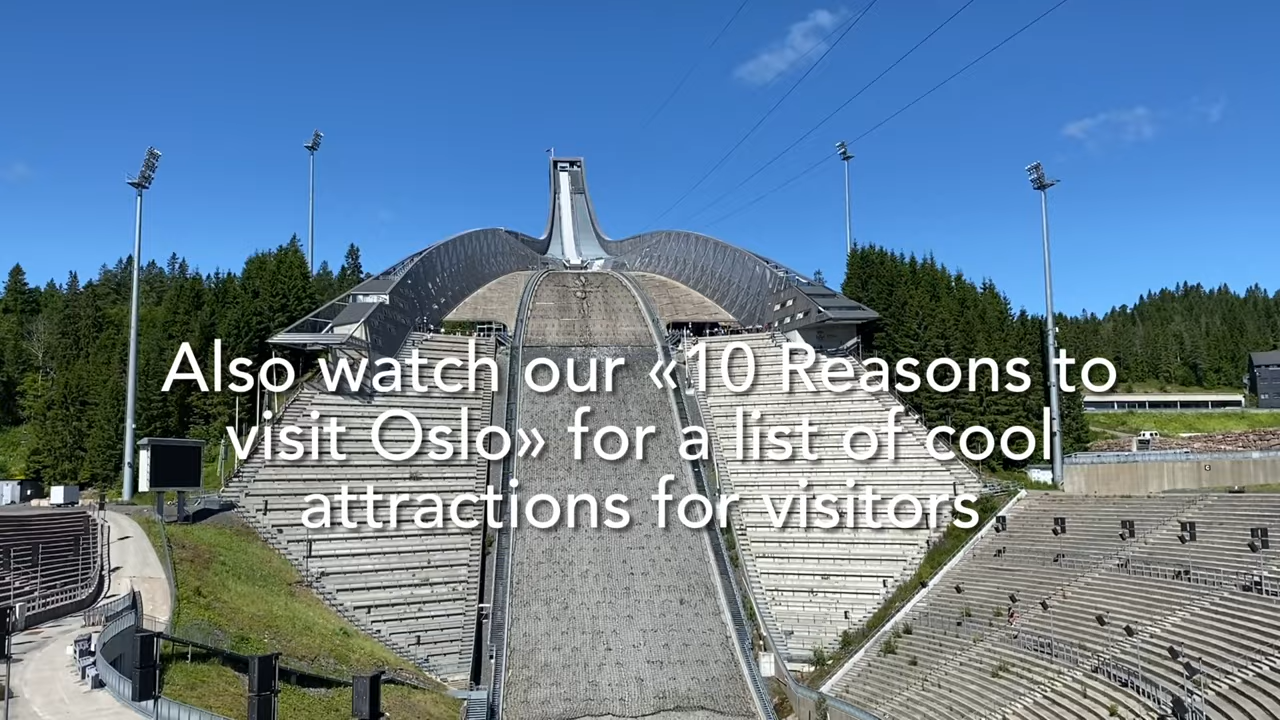 Also watch our «10 Reasons to
visit Oslo» for a list of cool
attractions for visitors